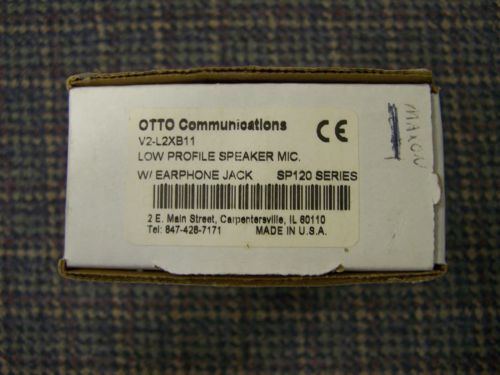 OTTO Communications
V2-L2XB11
LOW PROFILE SPEAKER MIC.
W/ EARPHONE JACK SP120 SERIES
2 E. Main Street, Carpentersville, IL 60110
Tel: 847-428-7171 MADE IN U.S.A.
CE